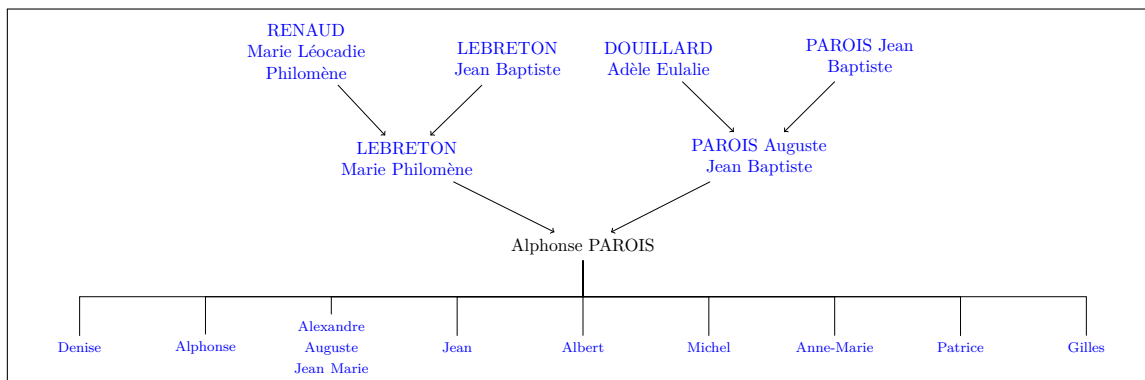 RENAUD
Marie Léocadie
Philomène
LEBRETON
Jean Baptiste
DOUILLARD
Adèle Eulalie
PAROIS Jean
Baptiste
LEBRETON
Marie Philomène
PAROIS Auguste
Jean Baptiste
Alphonse PAROIS
Denise
Alphonse
Alexandre
Auguste
Jean Marie
Jean
Albert
Michel
Anne-Marie
Patrice
Gilles